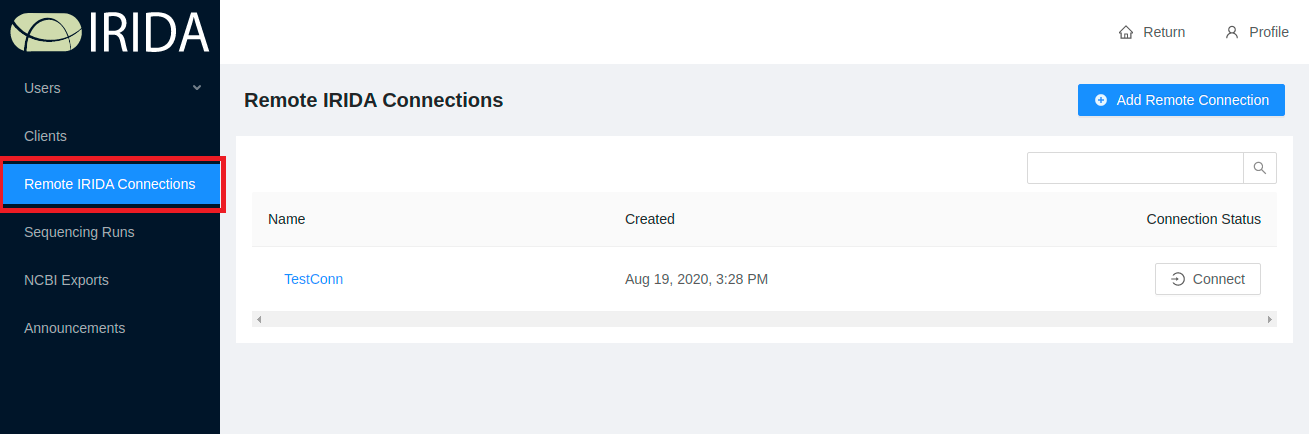 IRIDA
Return
Profile
Users
Clients
Remote IRIDA Connections
Sequencing Runs
NCBI Exports
Announcements
Remote IRIDA Connections
Add Remote Connection
Name Created Connection Status
TestConn Aug 19, 2020, 3:28 PM Connect